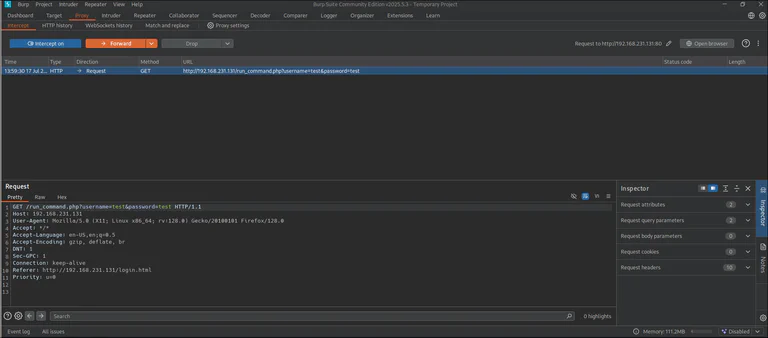 Burp Project Intruder Repeater View Help Burp Suite Community Edition v2025.5.3 - Temporary Project
Dashboard Target Proxy Intruder Repeater Collaborator Sequencer Decoder Comparer Logger Organizer Extensions Learn
Intercept HTTP history WebSockets history Match and replace Proxy settings
Intercept on Forward Drop Request to http://192.168.231.131:80 Open browser
Time Type Direction Method URL Status code Length
13:59:30 17 Jul 2... HTTP Request GET http://192.168.231.131/run_command.php?username=test&password=test
Request
Pretty Raw Hex
1 GET /run_command.php?username=test&password=test HTTP/1.1
2 Host: 192.168.231.131
3 User-Agent: Mozilla/5.0 (X11; Linux x86_64; rv:128.0) Gecko/20100101 Firefox/128.0
4 Accept: */*
5 Accept-Language: en-US,en;q=0.5
6 Accept-Encoding: gzip, deflate, br
7 DNT: 1
8 Sec-GPC: 1
9 Connection: keep-alive
10 Referer: http://192.168.231.131/login.html
11 Priority: u=0
12
13
Inspector
Request attributes 2
Request query parameters 2
Request body parameters 0
Request cookies 0
Request headers 10
Inspector
Notes
Search 0 highlights
Event log All issues Memory: 111.2MB Disabled